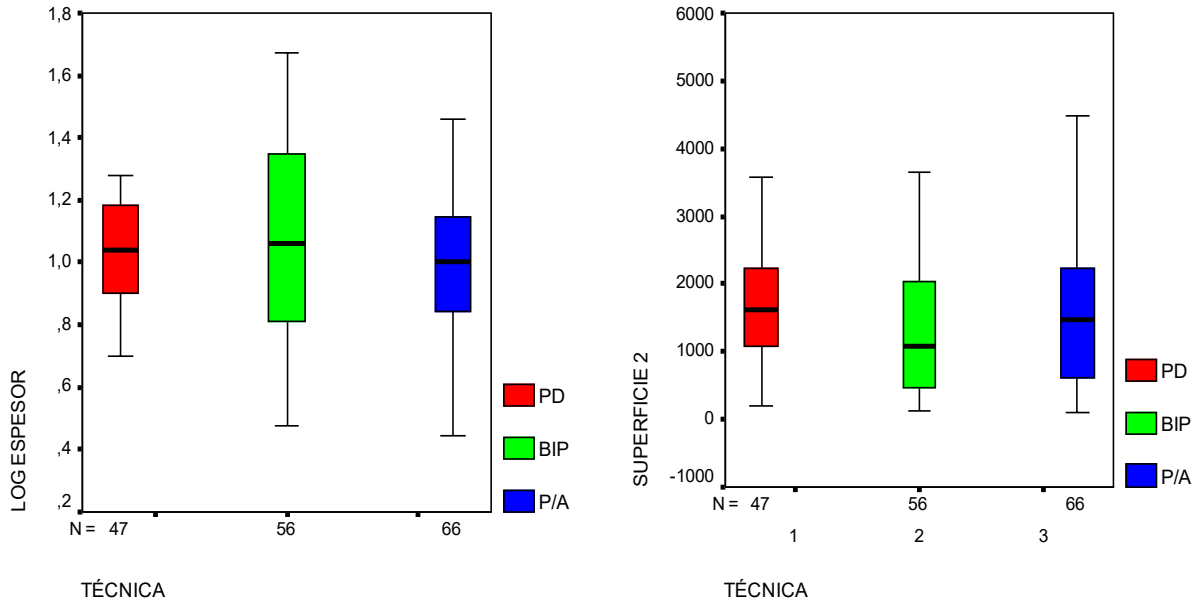 1,8
1,6
1,4
1,2
1,0
,8
,6
,4
,2
LOG ESPESOR
N = 47 56 66
TÉCNICA
PD
BIP
P/A
6000
5000
4000
3000
2000
1000
0
-1000
SUPERFICIE 2
N = 47 56 66
1 2 3
TÉCNICA
PD
BIP
P/A